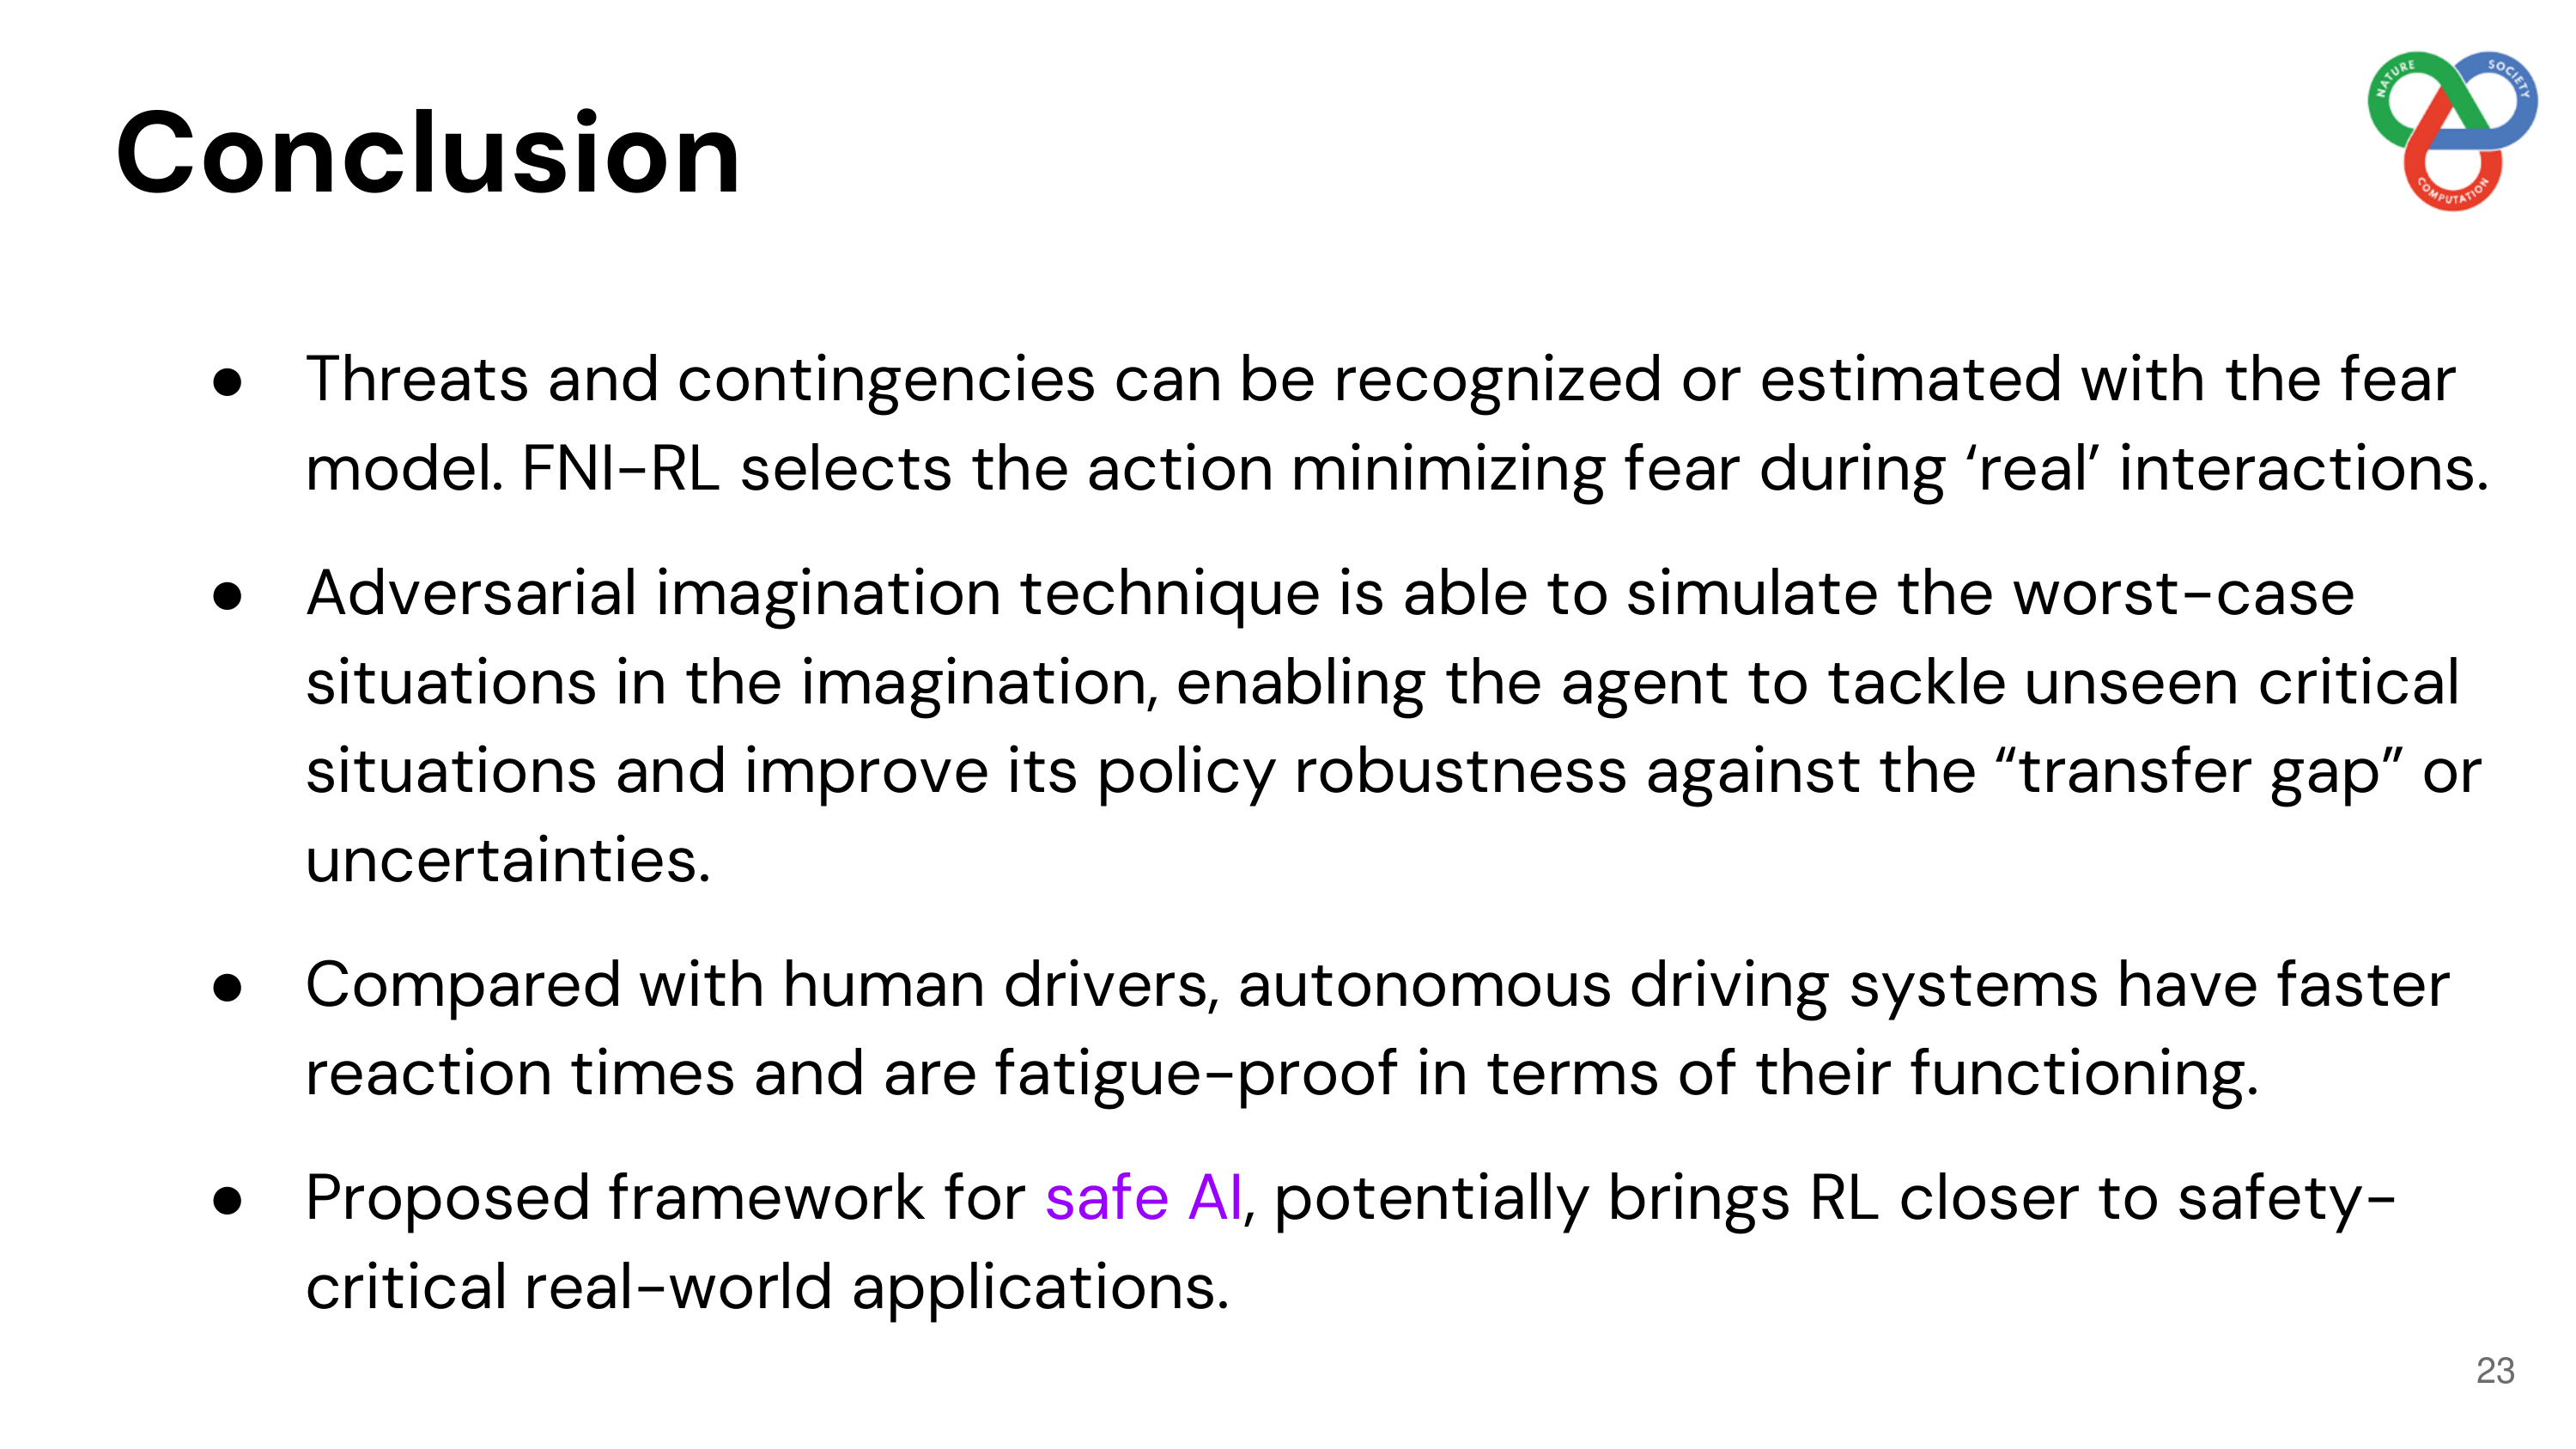 Conclusion
NATURE
SOCIETY
COMPUTATION
● Threats and contingencies can be recognized or estimated with the fear
model. FNI-RL selects the action minimizing fear during ‘real’ interactions.
● Adversarial imagination technique is able to simulate the worst-case
situations in the imagination, enabling the agent to tackle unseen critical
situations and improve its policy robustness against the “transfer gap” or
uncertainties.
● Compared with human drivers, autonomous driving systems have faster
reaction times and are fatigue-proof in terms of their functioning.
● Proposed framework for safe AI, potentially brings RL closer to safety-
critical real-world applications.
23